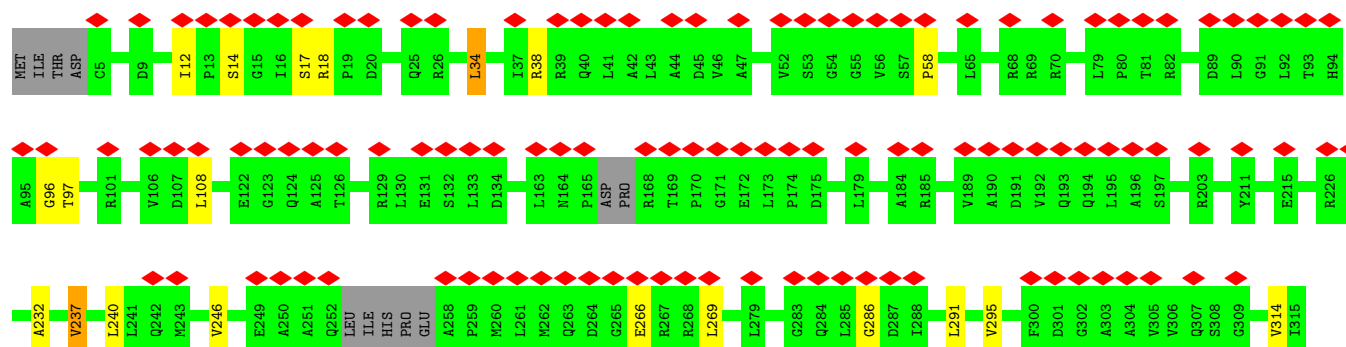 MET ILE THR ASP C5 D9 I12 P13 S14 G15 I16 S17 R18 P19 D20 Q25 R26 L34 I37 R38 R39 Q40 L41 A42 L43 A44 D45 V46 A47 V52 S53 G54 G55 V56 S57 P58 L65 R68 R69 R70 L79 P80 T81 R82 D89 L90 G91 L92 T93 H94
A95 G96 T97 R101 V106 D107 L108 E122 G123 Q124 A125 T126 R129 L130 E131 S132 L133 D134 L163 N164 P165 ASP PRO R168 T169 P170 G171 E172 L173 P174 D175 L179 A184 R185 V189 A190 D191 V192 Q193 Q194 L195 A196 S197 R203 Y211 E215 R226
A232 V237 L240 L241 Q242 M243 V246 E249 A250 A251 Q252 LEU ILE HIS PRO GLU A258 P259 M260 L261 M262 Q263 D264 G265 E266 R267 R268 L269 L279 G283 Q284 L285 G286 D287 I288 L291 V295 F300 D301 G302 A303 A304 V305 V306 Q307 S308 G309 V314 I315